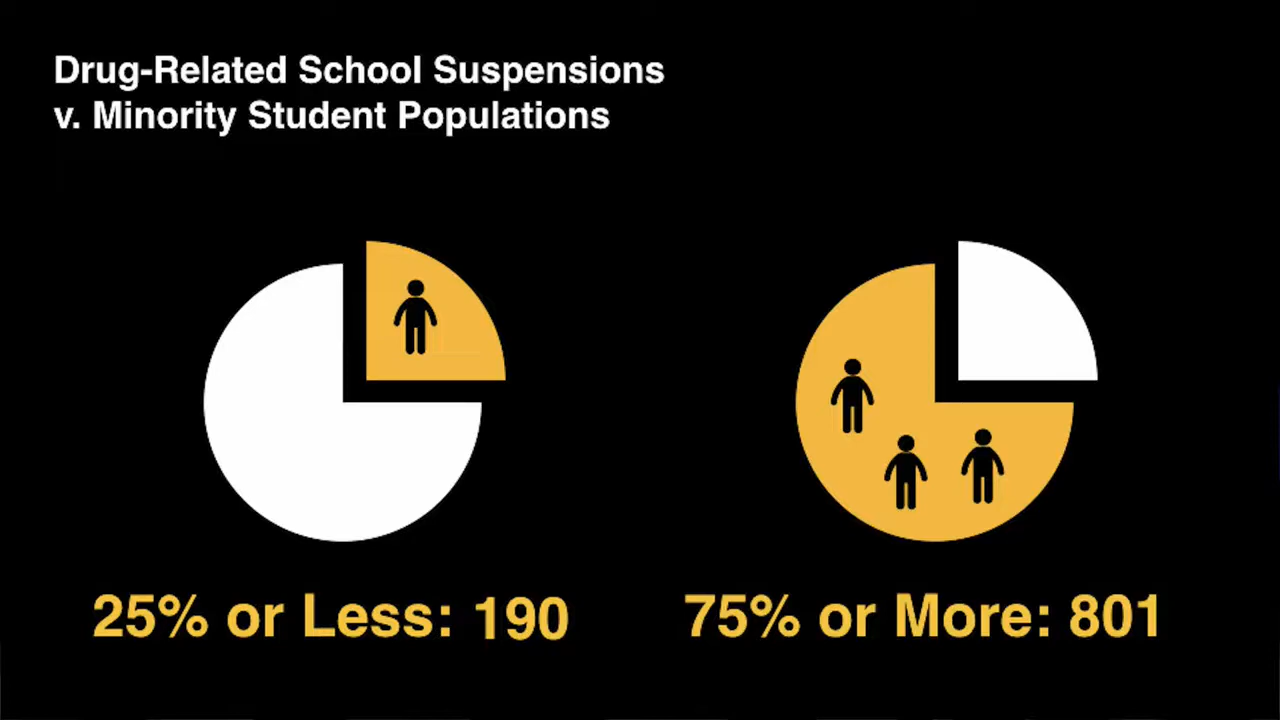 Drug-Related School Suspensions
v. Minority Student Populations
25% or Less: 190
75% or More: 801